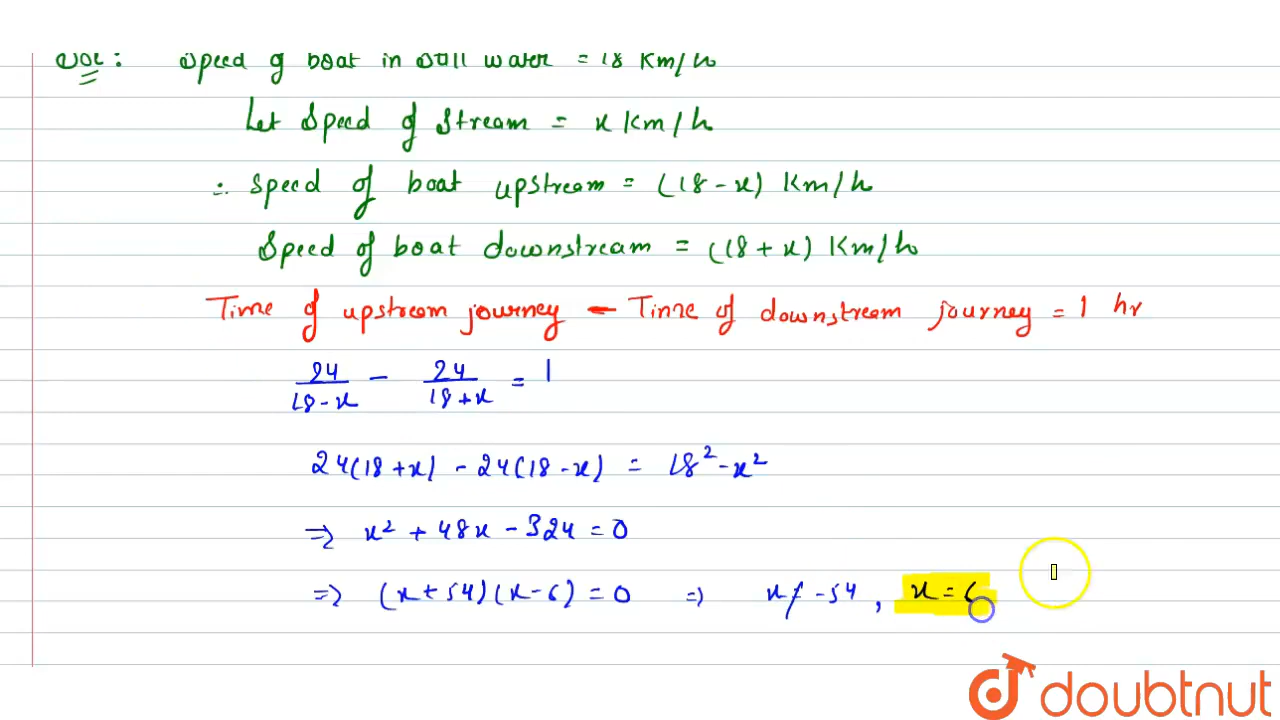 Sol: Speed of boat in still water = 18 Km/h
Let Speed of Stream = x Km/h
∴ Speed of boat upstream = (18 - x) Km/h
Speed of boat downstream = (18 + x) Km/h
Time of upstream journey - Time of downstream journey = 1 hr
24/(18-x) - 24/(18+x) = 1
24(18+x) - 24(18-x) = 18² - x²
⇒ x² + 48x - 324 = 0
⇒ (x+54)(x-6) = 0 ⇒ x ≠ -54, x = 6
doubtnut